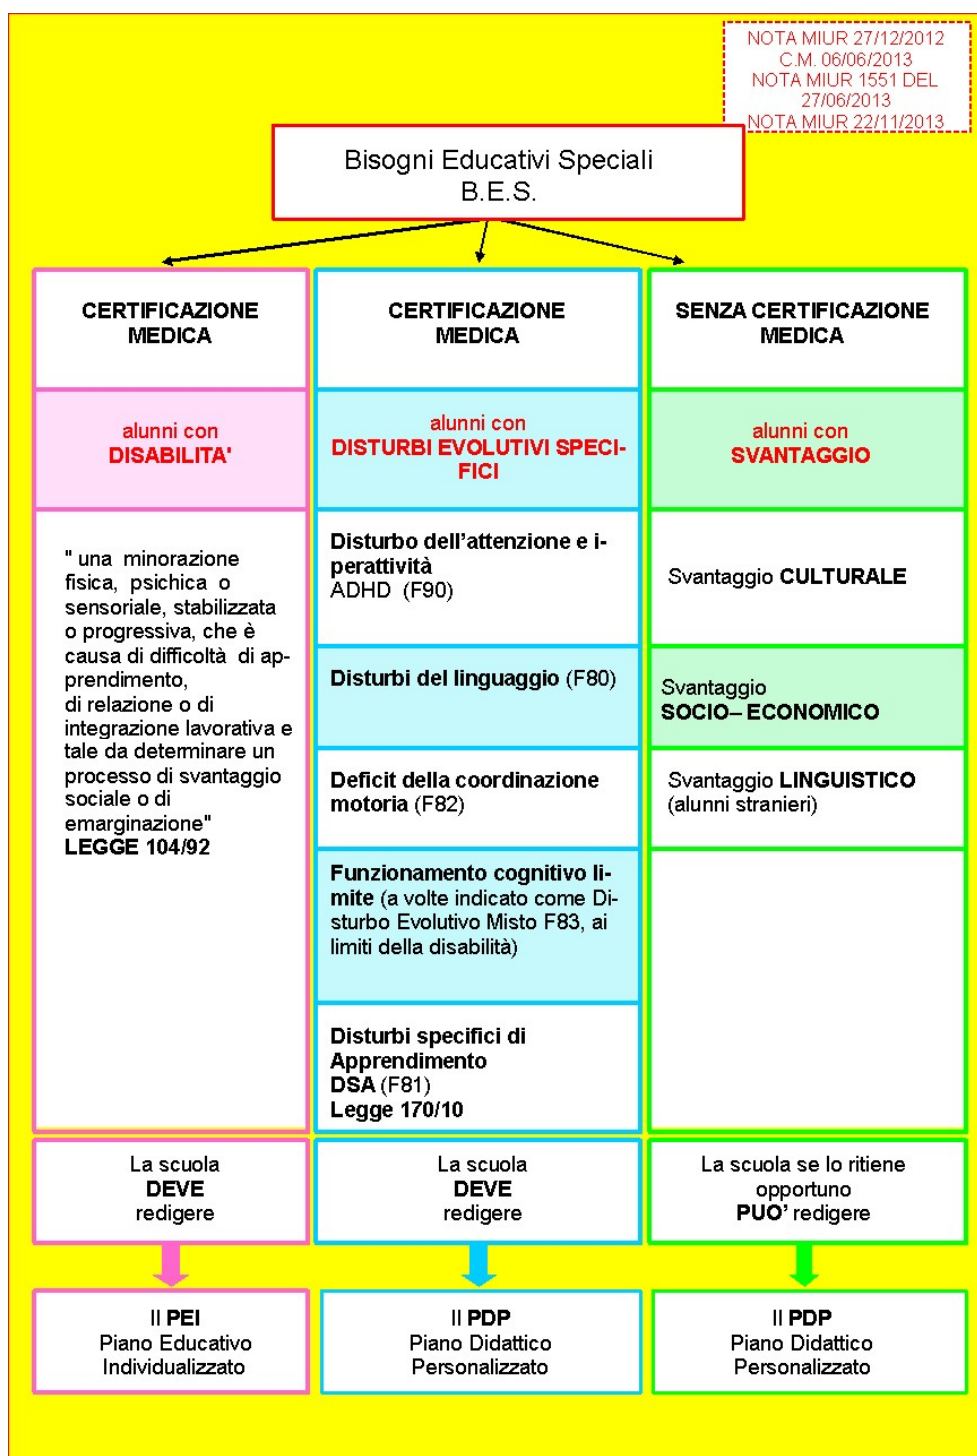 NOTA MIUR 27/12/2012
C.M. 06/06/2013
NOTA MIUR 1551 DEL
27/06/2013
NOTA MIUR 22/11/2013
Bisogni Educativi Speciali
B.E.S.
CERTIFICAZIONE
MEDICA
alunni con
DISABILITA'
" una minorazione
fisica, psichica o
sensoriale, stabilizzata
o progressiva, che è
causa di difficoltà di ap-
prendimento,
di relazione o di
integrazione lavorativa e
tale da determinare un
processo di svantaggio
sociale o di
emarginazione"
LEGGE 104/92
La scuola
DEVE
redigere
Il PEI
Piano Educativo
Individualizzato
CERTIFICAZIONE
MEDICA
alunni con
DISTURBI EVOLUTIVI SPECI-
FICI
Disturbo dell'attenzione e i-
perattività
ADHD (F90)
Disturbi del linguaggio (F80)
Deficit della coordinazione
motoria (F82)
Funzionamento cognitivo li-
mite (a volte indicato come Di-
sturbo Evolutivo Misto F83, ai
limiti della disabilità)
Disturbi specifici di
Apprendimento
DSA (F81)
Legge 170/10
La scuola
DEVE
redigere
Il PDP
Piano Didattico
Personalizzato
SENZA CERTIFICAZIONE
MEDICA
alunni con
SVANTAGGIO
Svantaggio CULTURALE
Svantaggio
SOCIO– ECONOMICO
Svantaggio LINGUISTICO
(alunni stranieri)
La scuola se lo ritiene
opportuno
PUO' redigere
Il PDP
Piano Didattico
Personalizzato